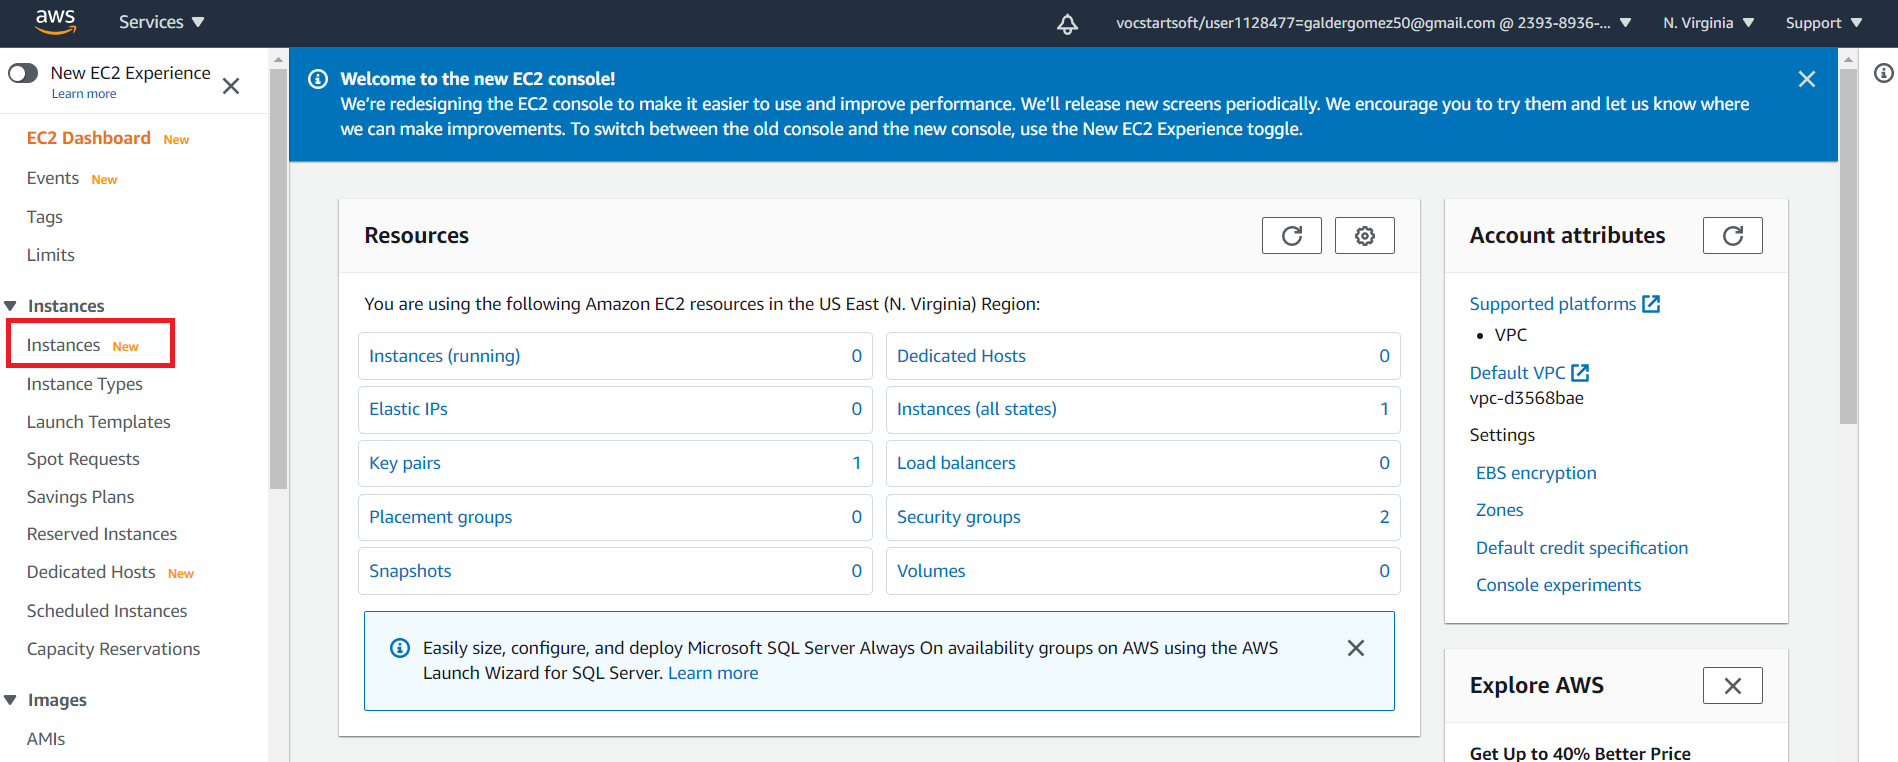 aws
Services
vocstartsoft/user1128477=galdergomez50@gmail.com @ 2393-8936-...
N. Virginia
Support
New EC2 Experience
Learn more
EC2 Dashboard New
Events New
Tags
Limits
Instances
Instances New
Instance Types
Launch Templates
Spot Requests
Savings Plans
Reserved Instances
Dedicated Hosts New
Scheduled Instances
Capacity Reservations
Images
AMIs
Welcome to the new EC2 console!
We're redesigning the EC2 console to make it easier to use and improve performance. We'll release new screens periodically. We encourage you to try them and let us know where
we can make improvements. To switch between the old console and the new console, use the New EC2 Experience toggle.
Resources
You are using the following Amazon EC2 resources in the US East (N. Virginia) Region:
Instances (running) 0
Dedicated Hosts 0
Elastic IPs 0
Instances (all states) 1
Key pairs 1
Load balancers 0
Placement groups 0
Security groups 2
Snapshots 0
Volumes 0
Easily size, configure, and deploy Microsoft SQL Server Always On availability groups on AWS using the AWS
Launch Wizard for SQL Server. Learn more
Account attributes
Supported platforms
• VPC
Default VPC
vpc-d3568bae
Settings
EBS encryption
Zones
Default credit specification
Console experiments
Explore AWS
Get Up to 40% Better Price